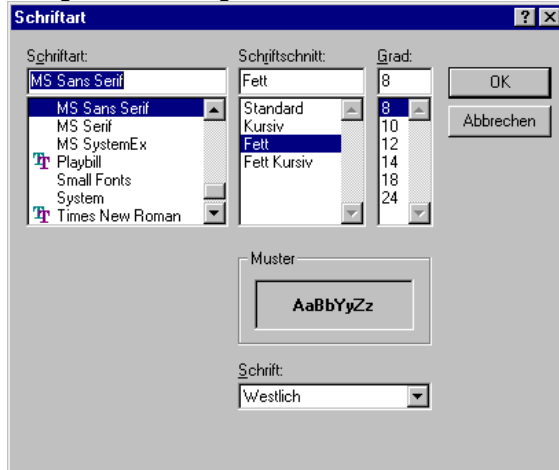 Schriftart
Schriftart:
MS Sans Serif
MS Sans Serif
MS Serif
MS SystemEx
Playbill
Small Fonts
System
Times New Roman
Schriftschnitt:
Fett
Standard
Kursiv
Fett
Fett Kursiv
Grad:
8
8
10
12
14
18
24
OK
Abbrechen
Muster
AaBbYyZz
Schrift:
Westlich